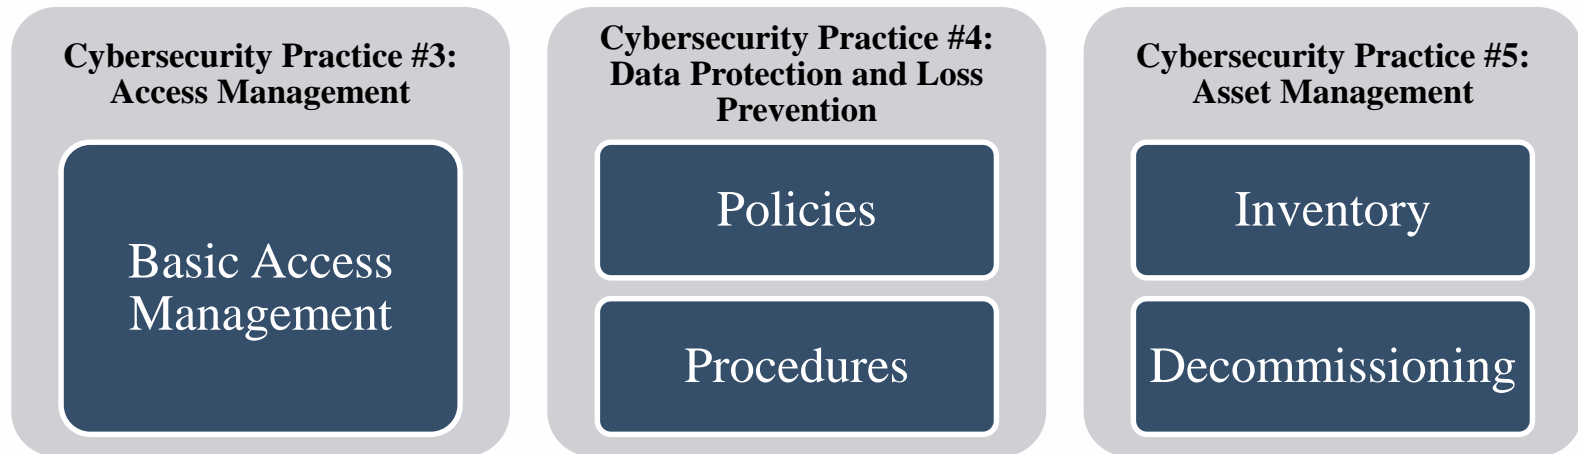 Cybersecurity Practice #3:
Access Management
Basic Access
Management
Cybersecurity Practice #4:
Data Protection and Loss
Prevention
Policies
Procedures
Cybersecurity Practice #5:
Asset Management
Inventory
Decommissioning